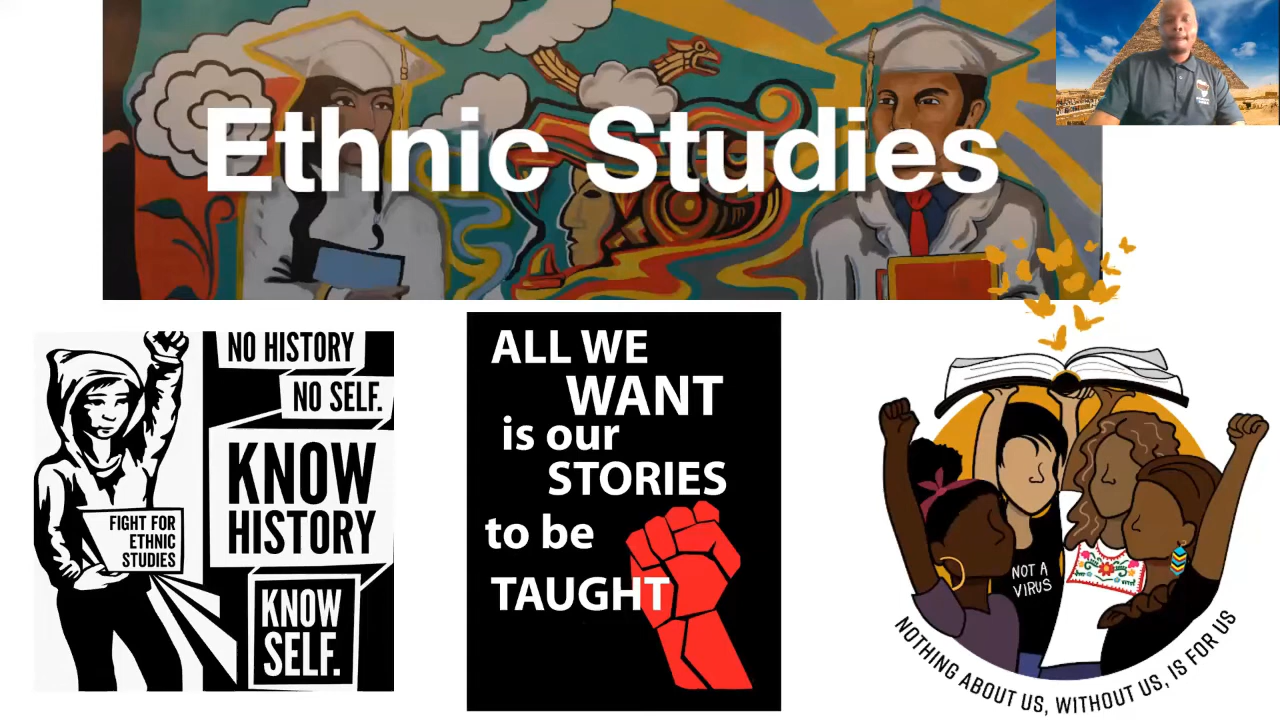 Ethnic Studies
NO HISTORY
NO SELF.
KNOW
HISTORY
KNOW
SELF.
FIGHT FOR
ETHNIC
STUDIES
ALL WE
WANT
is our
STORIES
to be
TAUGHT
NOT A
VIRUS
NOTHING ABOUT US, WITHOUT US, IS FOR US